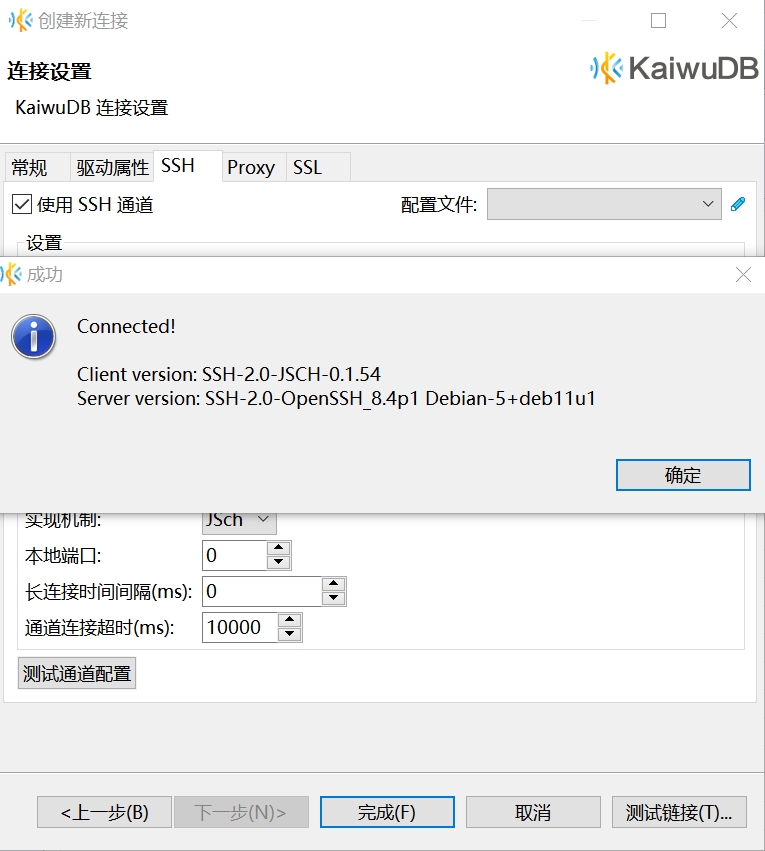 创建新连接
连接设置
KaiwuDB
KaiwuDB 连接设置
常规 驱动属性 SSH Proxy SSL
使用 SSH 通道 配置文件:
设置
成功
Connected!
Client version: SSH-2.0-JSCH-0.1.54
Server version: SSH-2.0-OpenSSH_8.4p1 Debian-5+deb11u1
确定
实现机制: JSch
本地端口: 0
长连接时间间隔(ms): 0
通道连接超时(ms): 10000
测试通道配置
<上一步(B) 下一步(N)> 完成(F) 取消 测试链接(T)...